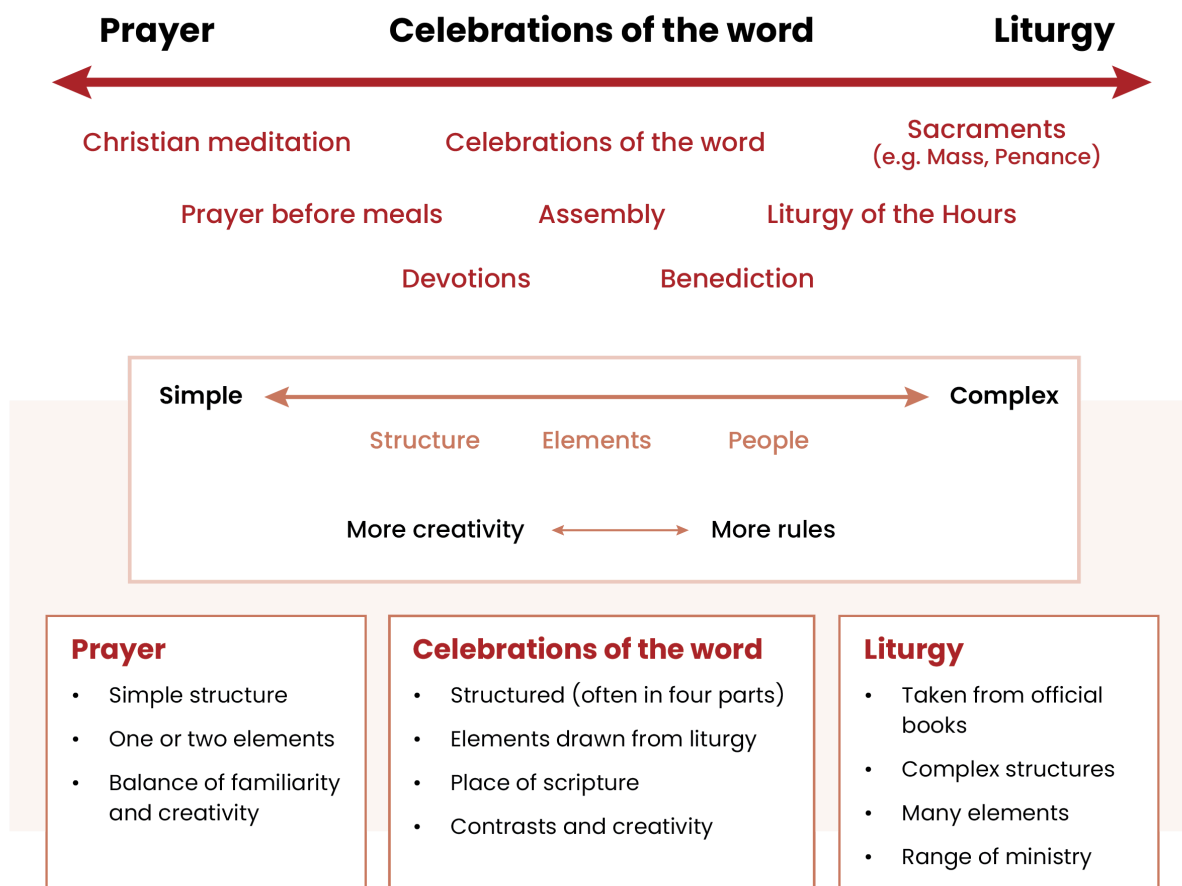 Prayer Celebrations of the word Liturgy
Christian meditation Celebrations of the word Sacraments
(e.g. Mass, Penance)
Prayer before meals Assembly Liturgy of the Hours
Devotions Benediction
Simple Complex
Structure Elements People
More creativity More rules
Prayer
• Simple structure
• One or two elements
• Balance of familiarity
and creativity
Celebrations of the word
• Structured (often in four parts)
• Elements drawn from liturgy
• Place of scripture
• Contrasts and creativity
Liturgy
• Taken from official
books
• Complex structures
• Many elements
• Range of ministry